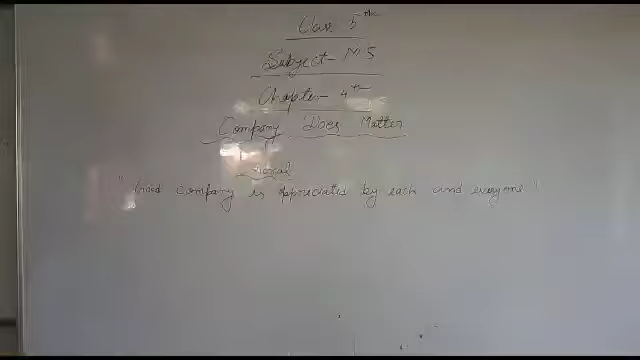 Class 5th
Subject - M.S
Chapter - 4th
Company Does Matter
Moral
"Good company is appreciated by each and everyone"